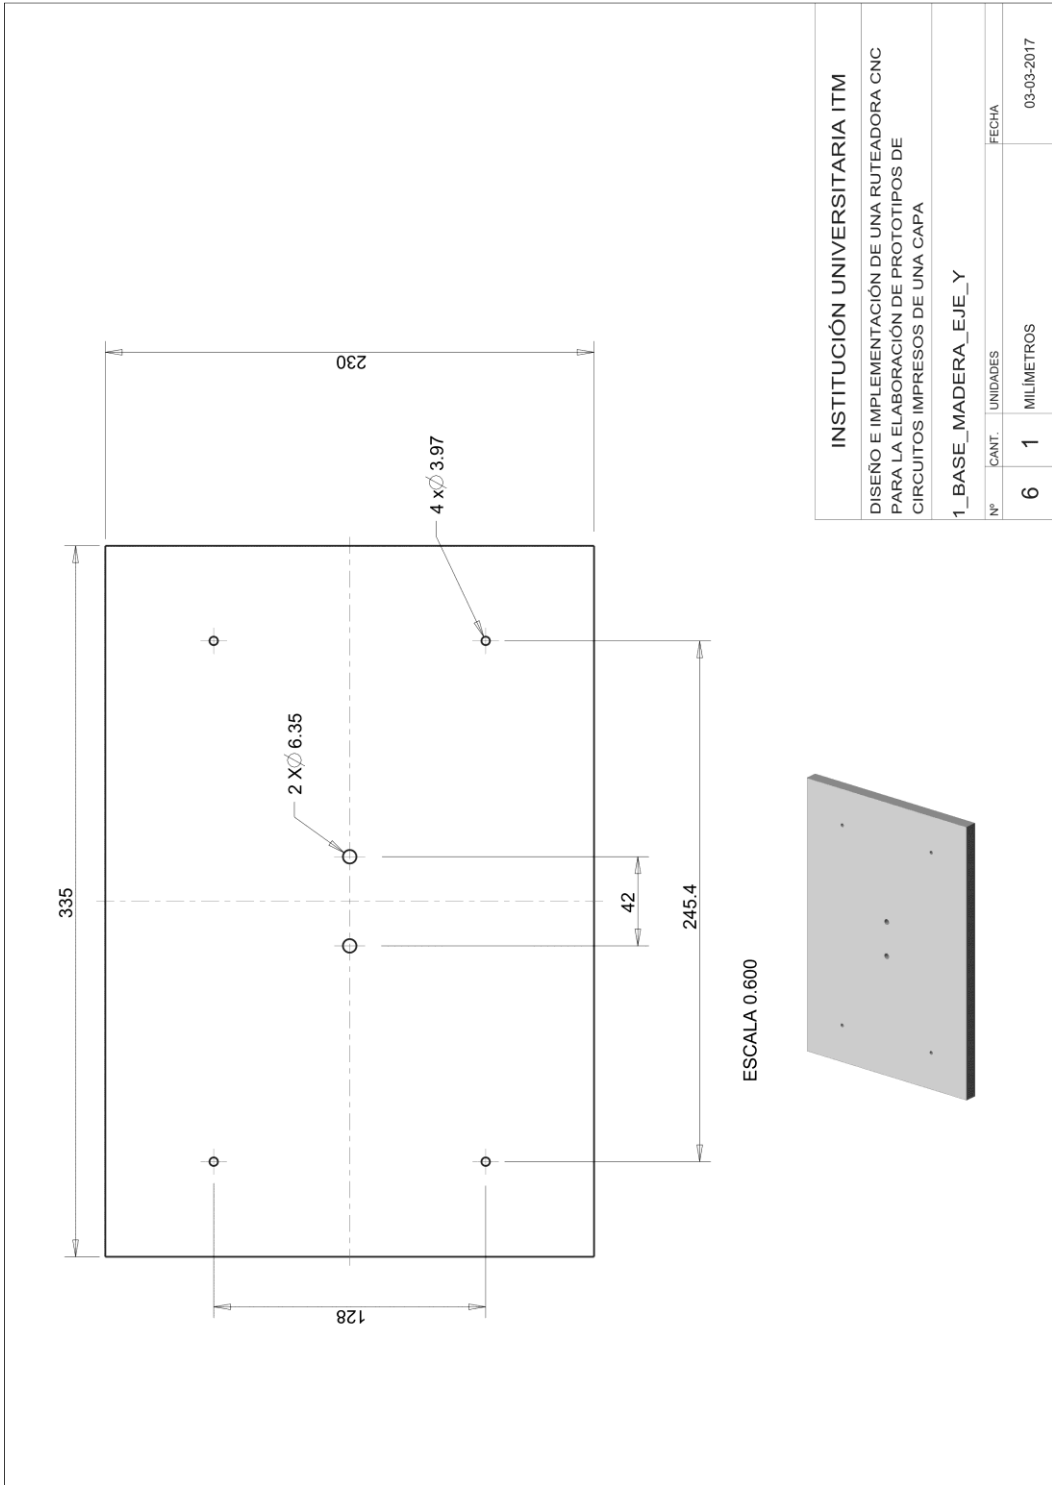 335
230
4 x∅ 3.97
2 X∅ 6.35
42
245.4
128
ESCALA 0.600
INSTITUCIÓN UNIVERSITARIA ITM
DISEÑO E IMPLEMENTACIÓN DE UNA RUTEADORA CNC
PARA LA ELABORACIÓN DE PROTOTIPOS DE
CIRCUITOS IMPRESOS DE UNA CAPA
1_BASE_MADERA_EJE_Y
Nº CANT. UNIDADES FECHA
6 1 MILÍMETROS 03-03-2017